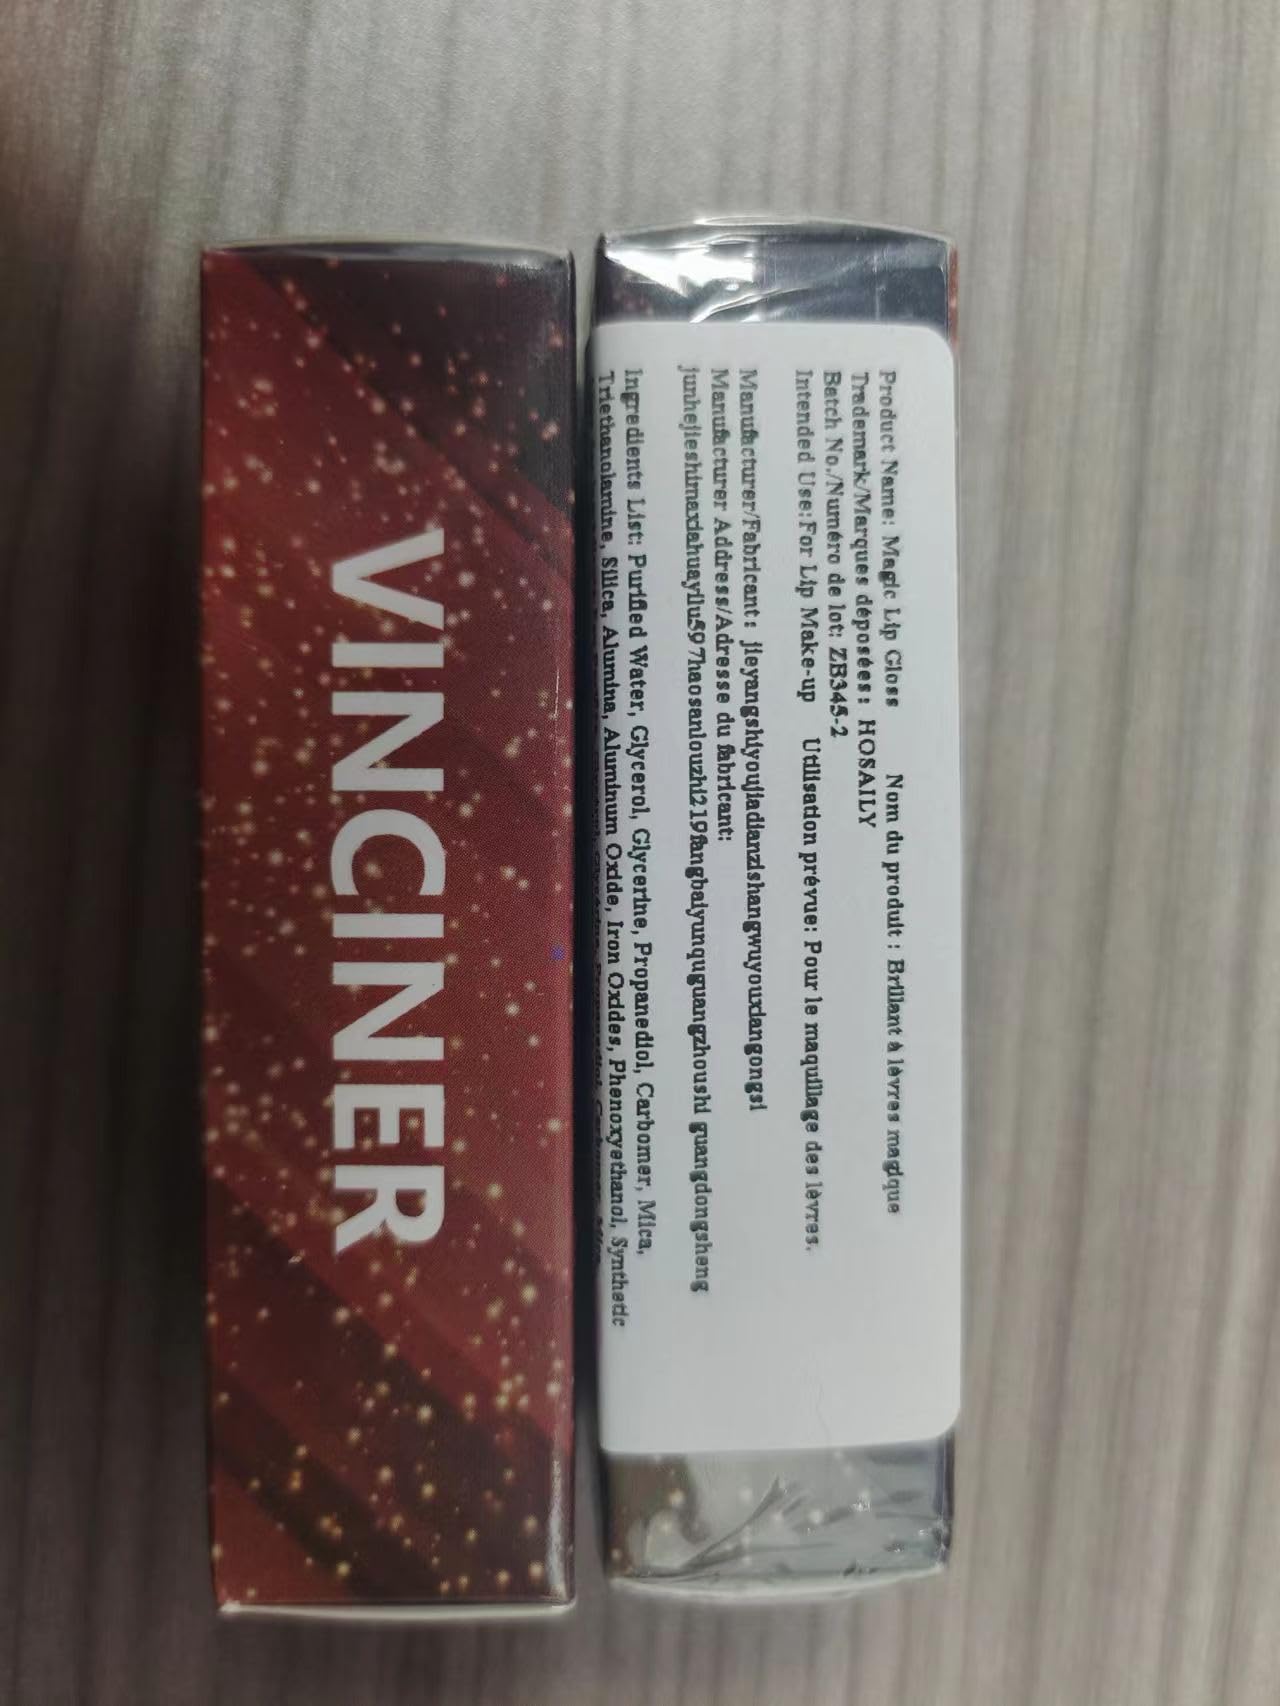 VINCINER
Product Name: Magic Lip Gloss Nom du produit : Brillant à lèvres magique
Trademark/Marques déposées: HOSAILY
Batch No./Numéro de lot: ZB345-2
Intended Use:For Lip Make-up Utilisation prévue: Pour le maquillage des lèvres.
Manufacturer/Fabricant: jieyangshiyoujiadianzishangwuyouxiangongsi
Manufacturer Address/Adresse du fabricant:
junhejieshimaxiahuayilu597haosanlouzhi219fangbaiyunquguangzhoushi guangdongsheng
Ingredients List: Purified Water, Glycerol, Glycerine, Propanediol, Carbomer, Mica,
Triethanolamine, Silica, Alumina, Aluminum Oxide, Iron Oxides, Phenoxyethanol, Synthetic